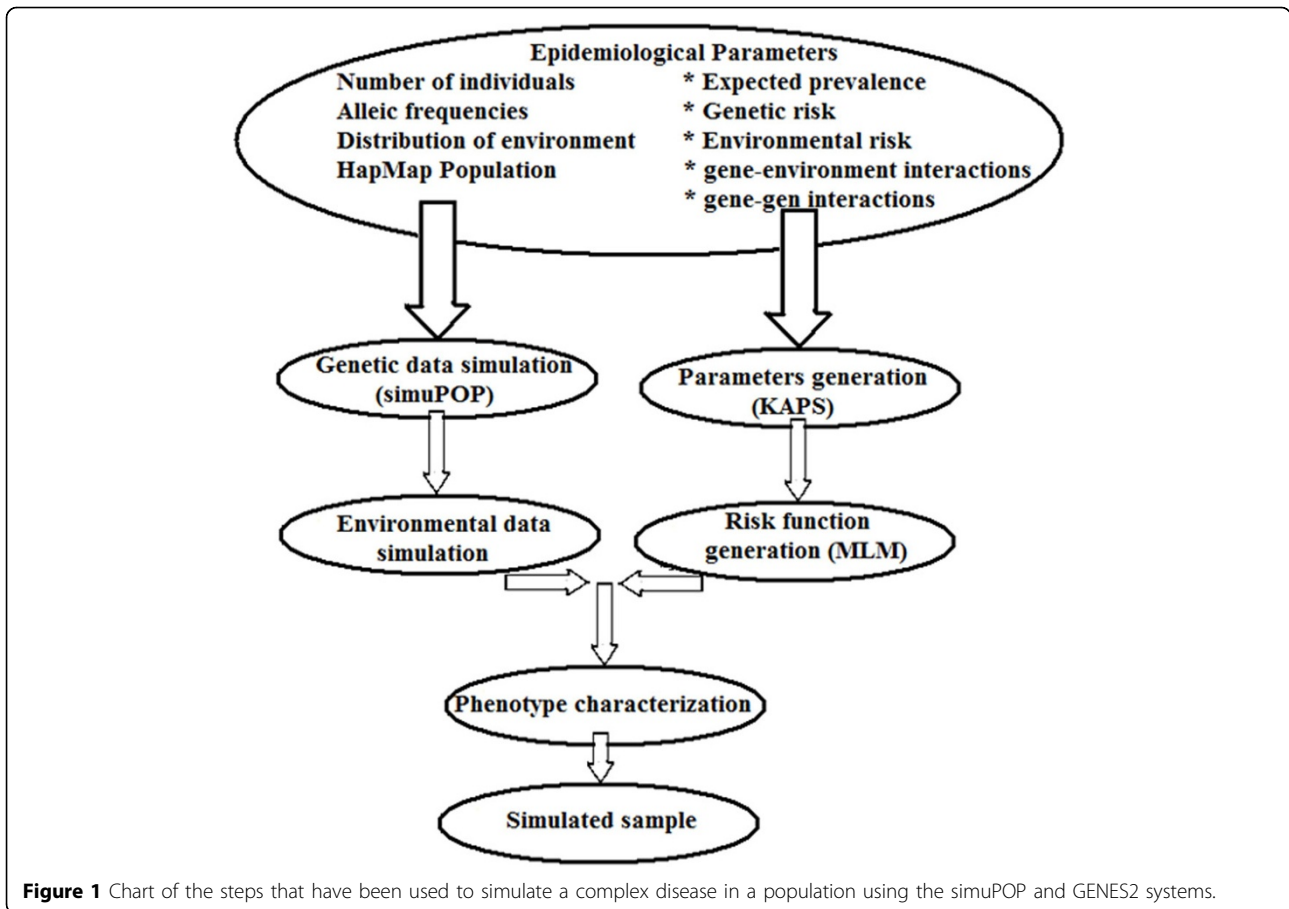 Epidemiological Parameters
Number of individuals
Alleic frequencies
Distribution of environment
HapMap Population
* Expected prevalence
* Genetic risk
* Environmental risk
* gene-environment interactions
* gene-gen interactions
Genetic data simulation
(simuPOP)
Parameters generation
(KAPS)
Environmental data
simulation
Risk function
generation (MLM)
Phenotype characterization
Simulated sample
Figure 1 Chart of the steps that have been used to simulate a complex disease in a population using the simuPOP and GENES2 systems.